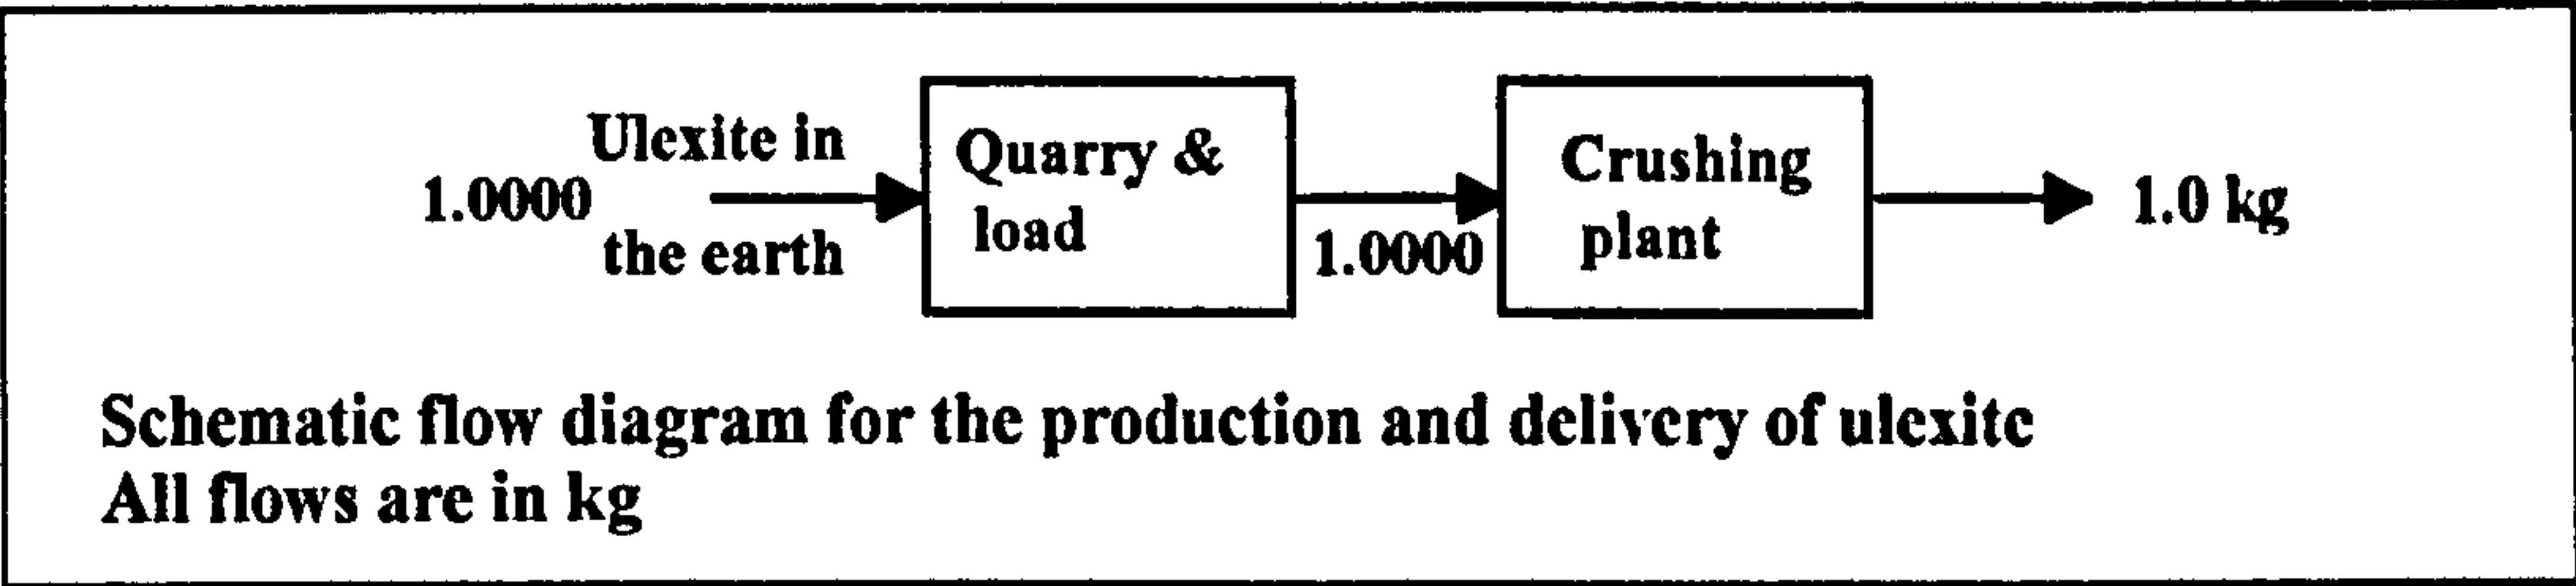 Ulexite in
1.0000
the earth
Quarry &
load
1.0000
Crushing
plant
1.0 kg
Schematic flow diagram for the production and delivery of ulexite
All flows are in kg